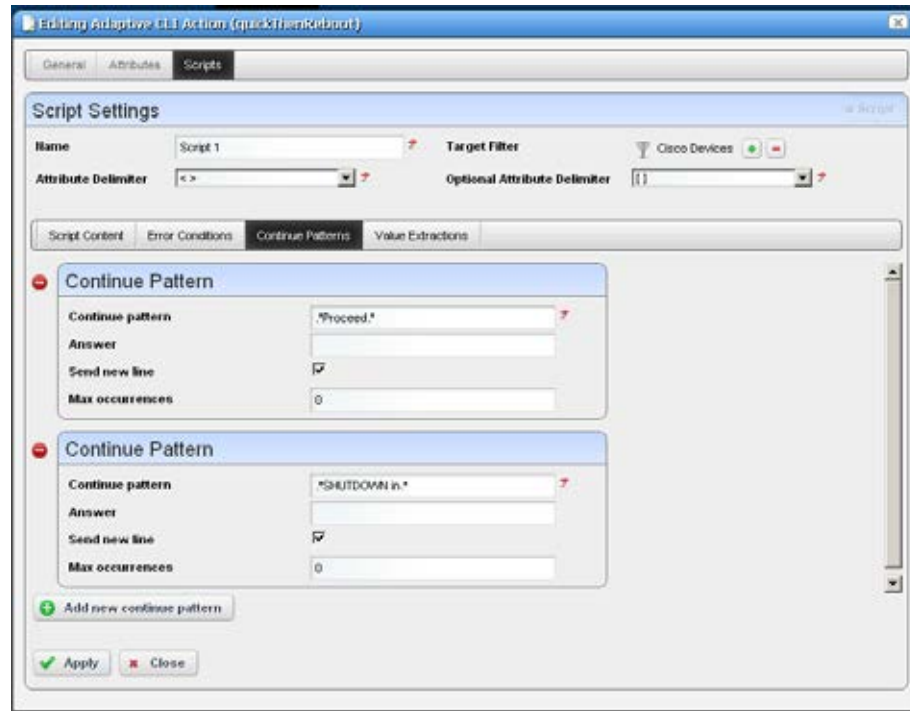 Editing Adaptive CLI Action (quickThenReboot)
General Attributes Scripts
Script Settings
Name Script 1 Target Filter Cisco Devices
Attribute Delimiter <> Optional Attribute Delimiter []
Script Content Error Conditions Continue Patterns Value Extractions
Continue Pattern
Continue pattern .*Proceed.*
Answer
Send new line
Max occurrences 0
Continue Pattern
Continue pattern .*SHUTDOWN in.*
Answer
Send new line
Max occurrences 0
Add new continue pattern
Apply Close